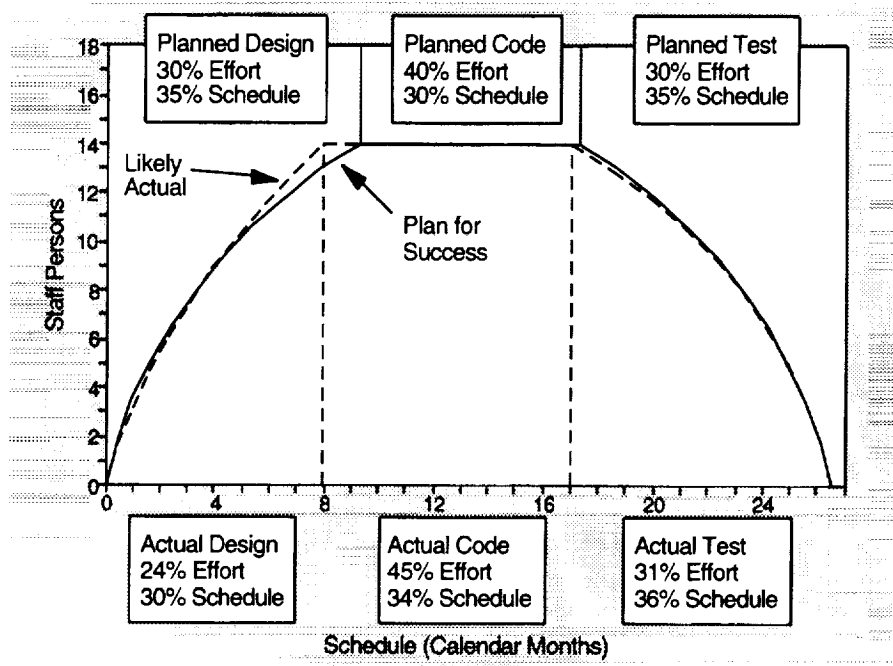 Planned Design
30% Effort
35% Schedule
Planned Code
40% Effort
30% Schedule
Planned Test
30% Effort
35% Schedule
18
16
14
12
10
8
6
4
2
0
Staff Persons
Likely
Actual
Plan for
Success
0
4
8
12
16
20
24
Actual Design
24% Effort
30% Schedule
Actual Code
45% Effort
34% Schedule
Actual Test
31% Effort
36% Schedule
Schedule (Calendar Months)